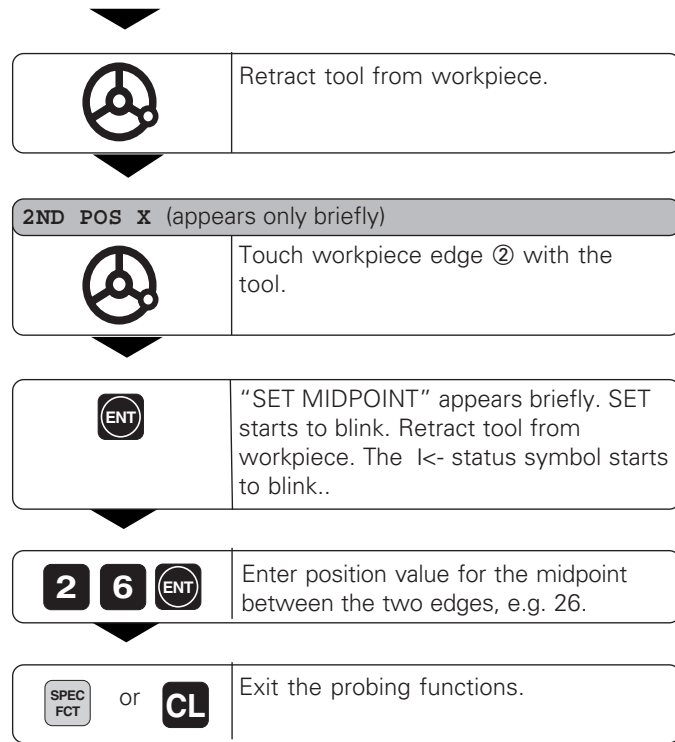 Retract tool from workpiece.
2ND POS X (appears only briefly)
Touch workpiece edge ② with the
tool.
ENT
“SET MIDPOINT” appears briefly. SET
starts to blink. Retract tool from
workpiece. The I<- status symbol starts
to blink..
2 6 ENT
Enter position value for the midpoint
between the two edges, e.g. 26.
SPEC
FCT or CL
Exit the probing functions.